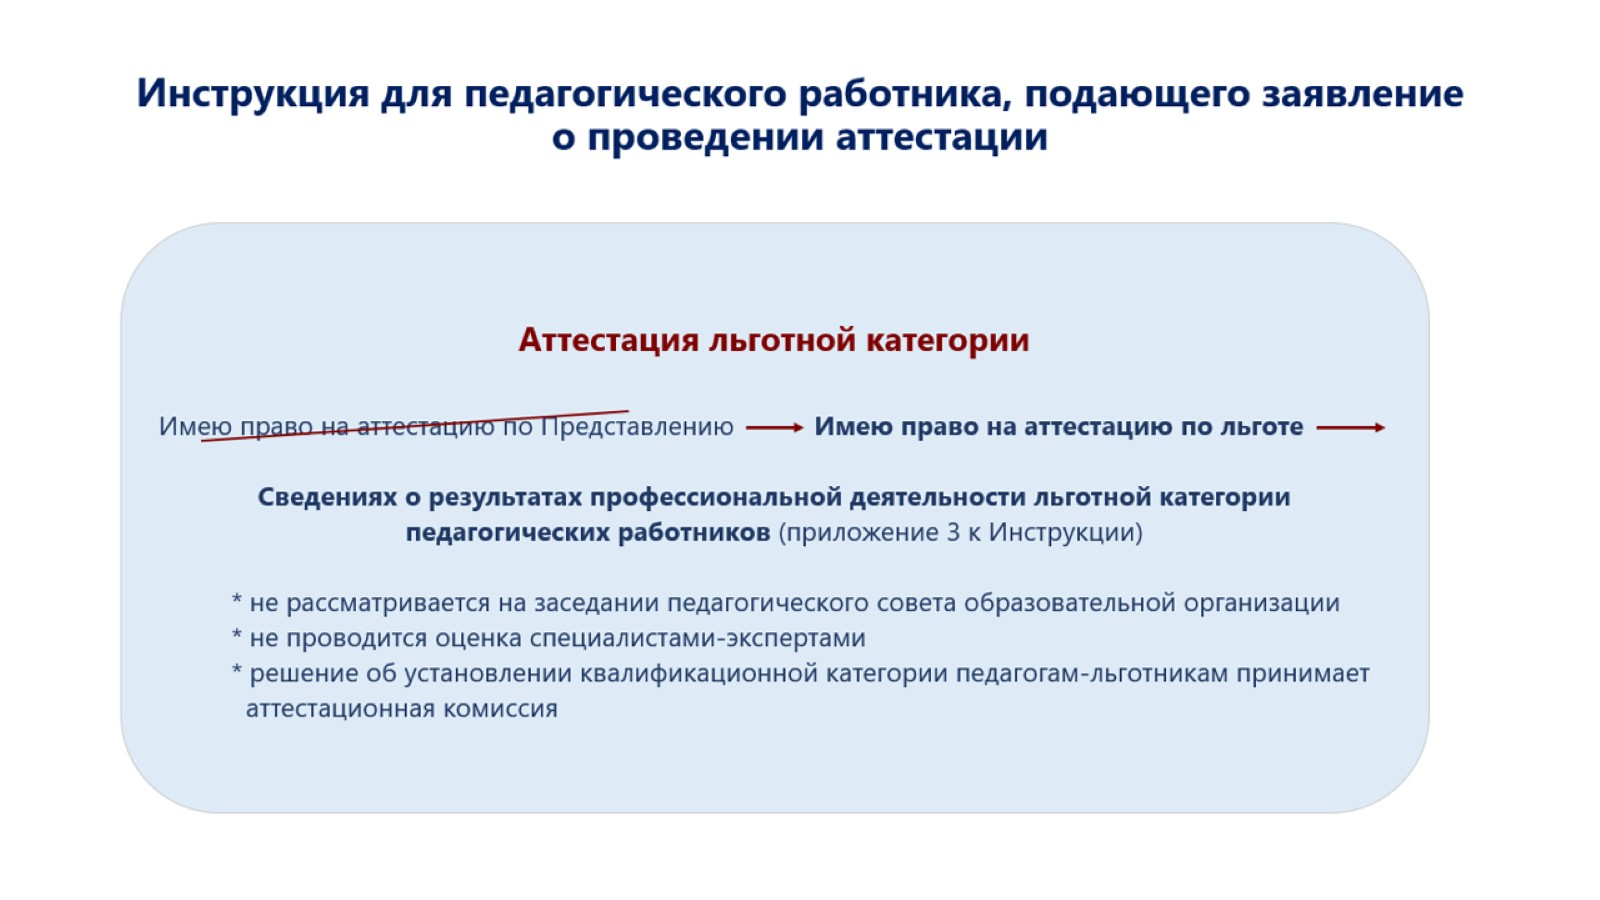 Инструкция для педагогического работника, подающего заявление
о проведении аттестации
Аттестация льготной категории
Имею право на аттестацию по Представлению Имею право на аттестацию по льготе
Сведениях о результатах профессиональной деятельности льготной категории
педагогических работников (приложение 3 к Инструкции)
* не рассматривается на заседании педагогического совета образовательной организации
* не проводится оценка специалистами-экспертами
* решение об установлении квалификационной категории педагогам-льготникам принимает
аттестационная комиссия